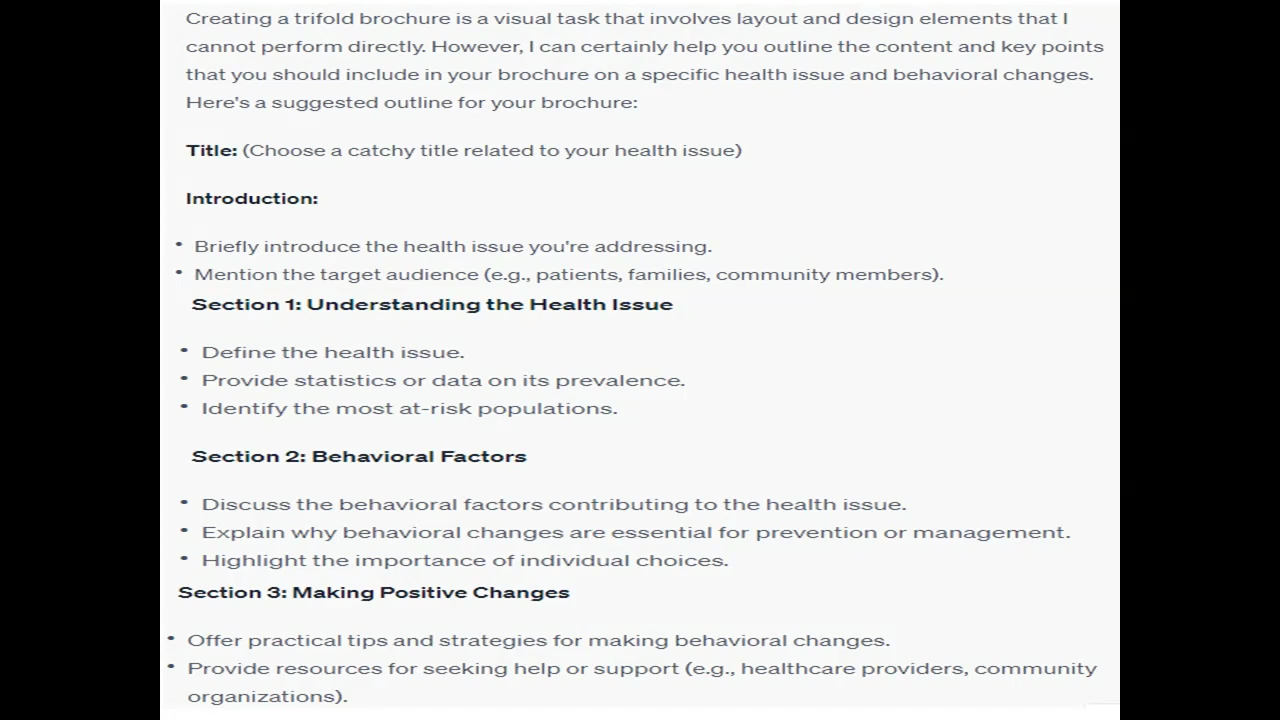 Creating a trifold brochure is a visual task that involves layout and design elements that I
cannot perform directly. However, I can certainly help you outline the content and key points
that you should include in your brochure on a specific health issue and behavioral changes.
Here's a suggested outline for your brochure:
Title: (Choose a catchy title related to your health issue)
Introduction:
• Briefly introduce the health issue you're addressing.
• Mention the target audience (e.g., patients, families, community members).
Section 1: Understanding the Health Issue
• Define the health issue.
• Provide statistics or data on its prevalence.
• Identify the most at-risk populations.
Section 2: Behavioral Factors
• Discuss the behavioral factors contributing to the health issue.
• Explain why behavioral changes are essential for prevention or management.
• Highlight the importance of individual choices.
Section 3: Making Positive Changes
• Offer practical tips and strategies for making behavioral changes.
• Provide resources for seeking help or support (e.g., healthcare providers, community
organizations).